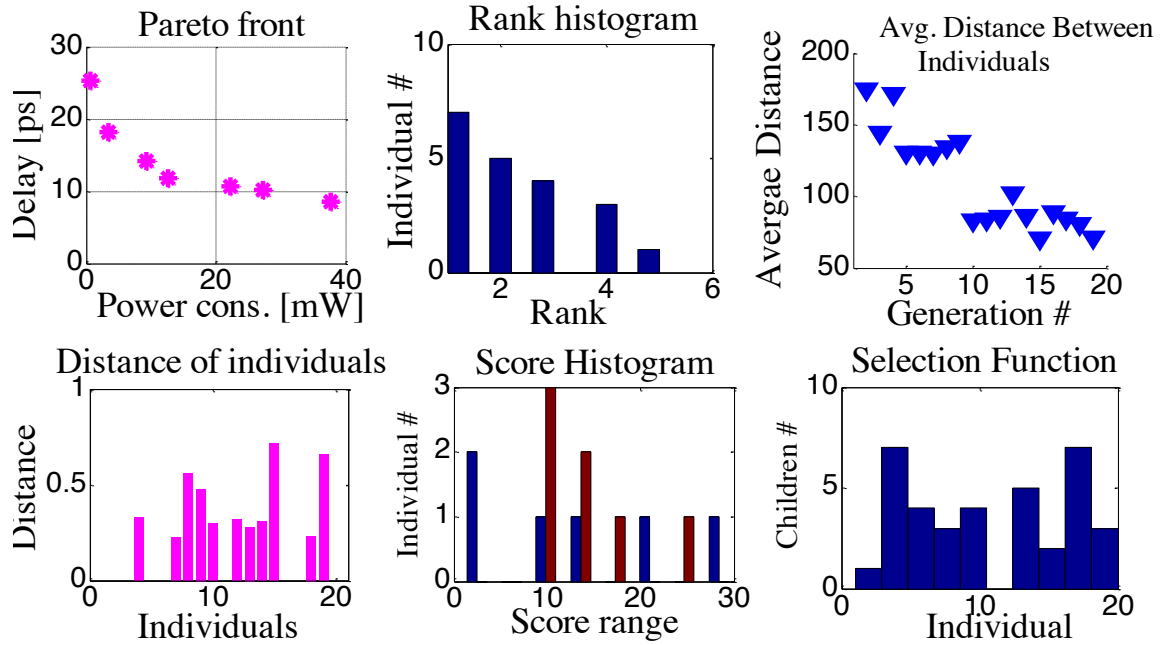 Pareto front
30
20
10
0
Delay [ps]
0 20 40
Power cons. [mW]
Rank histogram
10
5
0
Individual #
2 4 6
Rank
Avg. Distance Between
Individuals
200
150
100
50
Avergae Distance
5 10 15 20
Generation #
Distance of individuals
1
0.5
0
Distance
0 10 20
Individuals
Score Histogram
3
2
1
0
Individual #
0 10 20 30
Score range
Selection Function
10
5
0
Children #
0 10 20
Individual